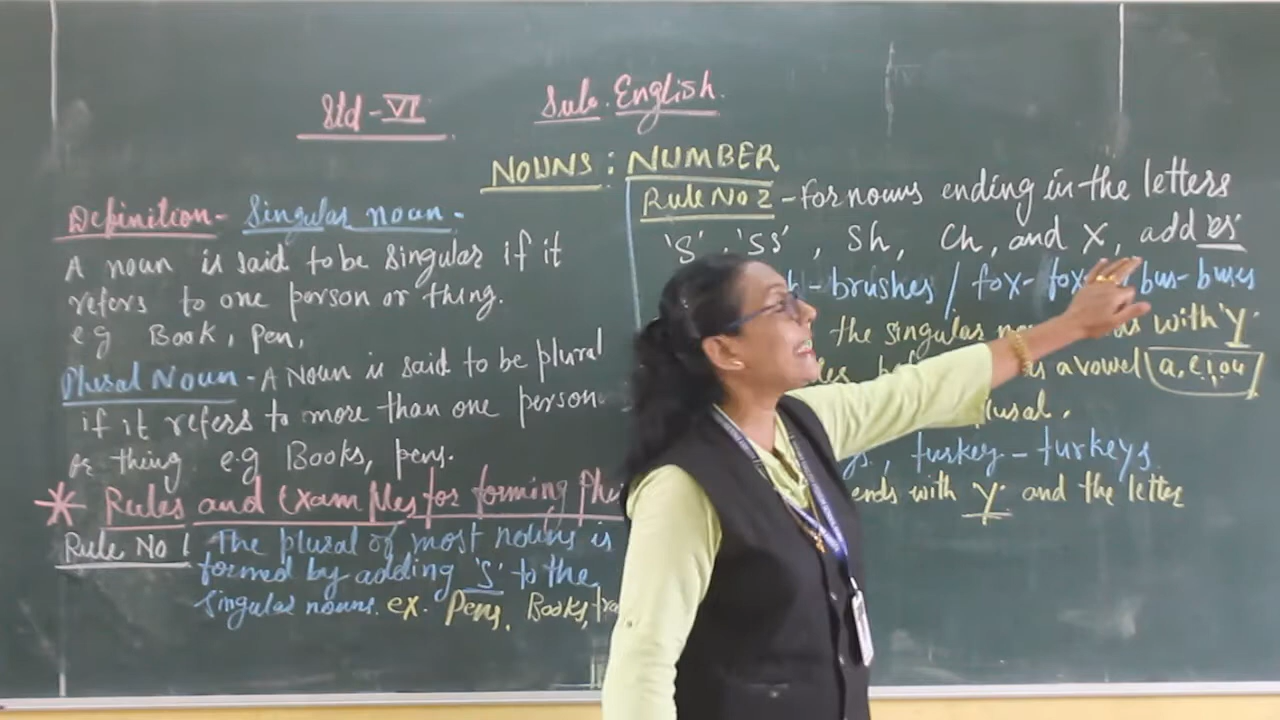 Std - VI
Sub. English.
NOUNS : NUMBER
Definition - Singular noun -
A noun is said to be singular if it
refers to one person or thing.
eg Book, Pen,
Plural Noun - A Noun is said to be plural
if it refers to more than one person
or thing e.g Books, pens.
* Rules and Examples for forming
Rule No 1 The plural of most nouns is
formed by adding 's' to the
singular nouns. ex. Pens, Books,
Rule No 2 - for nouns ending in the letters
'S', 'SS', Sh, Ch, and X, add es
- brushes / fox - bus - buses
the singular with 'Y'
a vowel a, e, i, o, u
turkey - turkeys
ends with Y and the letter